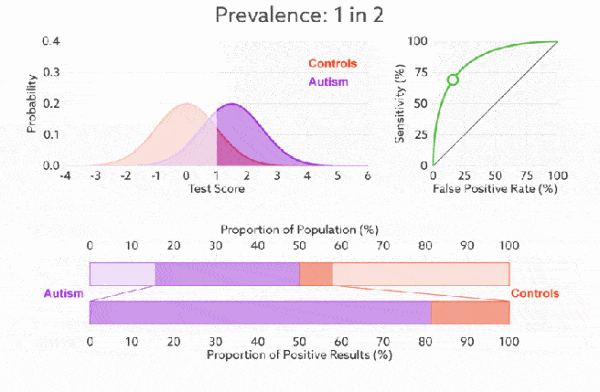 Prevalence: 1 in 2
0.4
0.3
0.2
0.1
0.0
Probability
Controls
Autism
-4 -3 -2 -1 0 1 2 3 4 5 6
Test Score
100
75
50
25
0
Sensitivity (%)
0 25 50 75 100
False Positive Rate (%)
Proportion of Population (%)
0 10 20 30 40 50 60 70 80 90 100
Autism
Controls
0 10 20 30 40 50 60 70 80 90 100
Proportion of Positive Results (%)